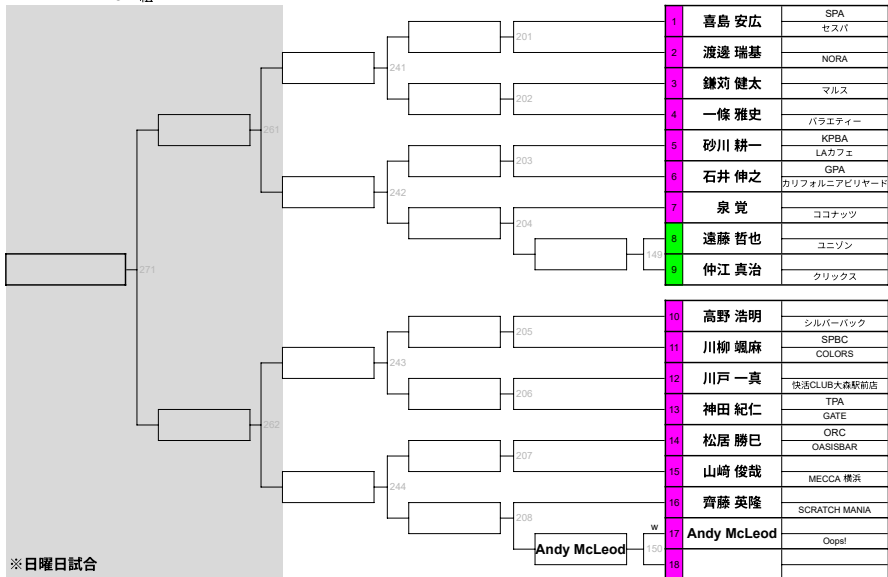 201
241
202
261
203
242
204
149
271
205
243
206
262
207
244
208
w
Andy McLeod
150
※日曜日試合
1 喜島 安広 SPA
セスパ
2 渡邊 瑞基 NORA
3 鎌苅 健太 マルス
4 一條 雅史 バラエティー
5 砂川 耕一 KPBA
LAカフェ
6 石井 伸之 GPA
カリフォルニアビリヤード
7 泉 覚 ココナッツ
8 遠藤 哲也 ユニゾン
9 仲江 真治 クリックス
10 高野 浩明 シルバーバック
11 川柳 颯麻 SPBC
COLORS
12 川戸 一真 快活CLUB大森駅前店
13 神田 紀仁 TPA
GATE
14 松居 勝巳 ORC
OASISBAR
15 山﨑 俊哉 MECCA 横浜
16 齊藤 英隆 SCRATCH MANIA
17 Andy McLeod Oops!
18